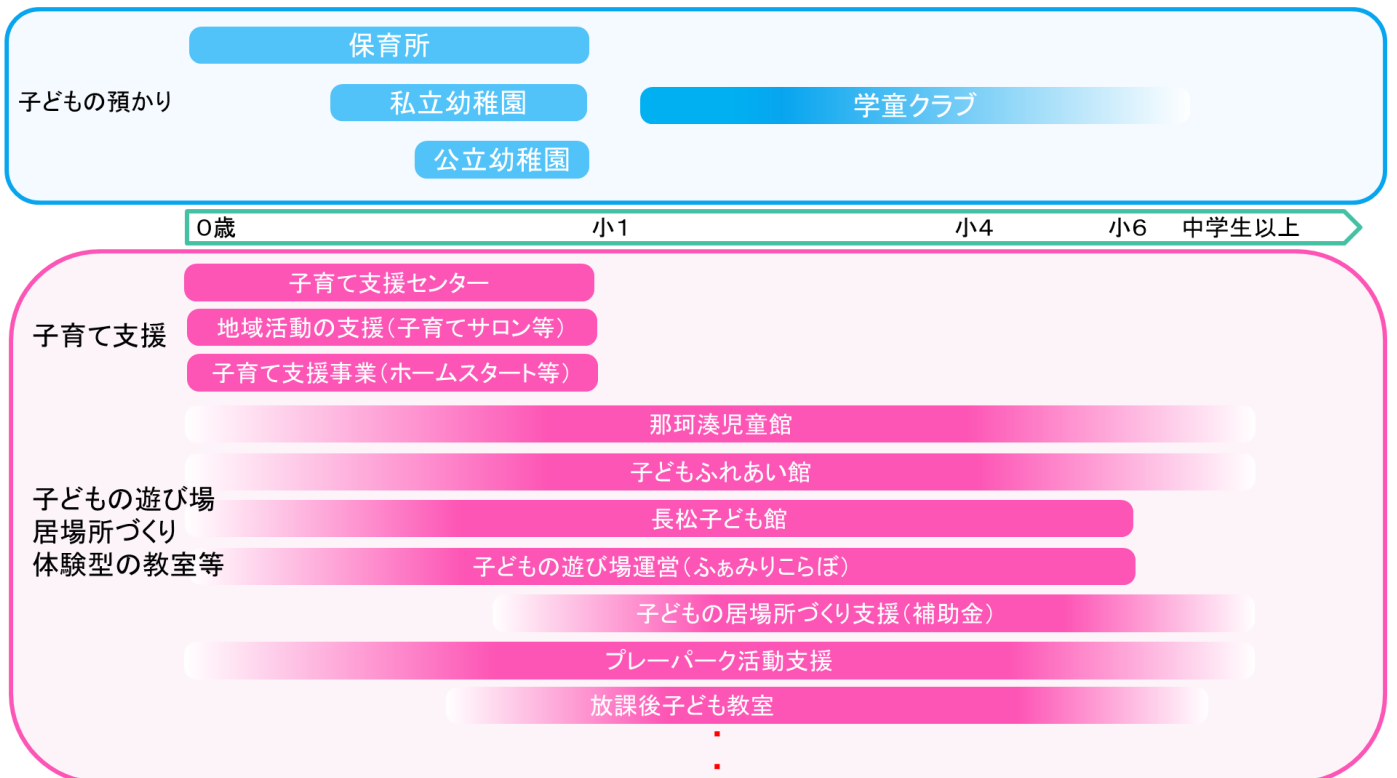 保育所
子どもの預かり
私立幼稚園
学童クラブ
公立幼稚園
0歳
小1
小4
小6
中学生以上
子育て支援センター
子育て支援
地域活動の支援(子育てサロン等)
子育て支援事業(ホームスタート等)
那珂湊児童館
子どもふれあい館
子どもの遊び場
居場所づくり
体験型の教室等
長松子ども館
子どもの遊び場運営(ふぁみりこらぼ)
子どもの居場所づくり支援(補助金)
プレーパーク活動支援
放課後子ども教室